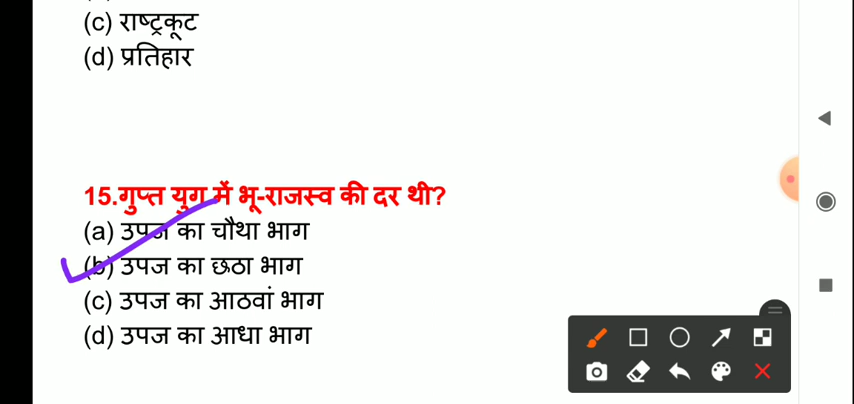 (c) राष्ट्रकूट
(d) प्रतिहार
15.गुप्त युग में भू-राजस्व की दर थी?
(a) उपज का चौथा भाग
(b) उपज का छठा भाग
(c) उपज का आठवां भाग
(d) उपज का आधा भाग